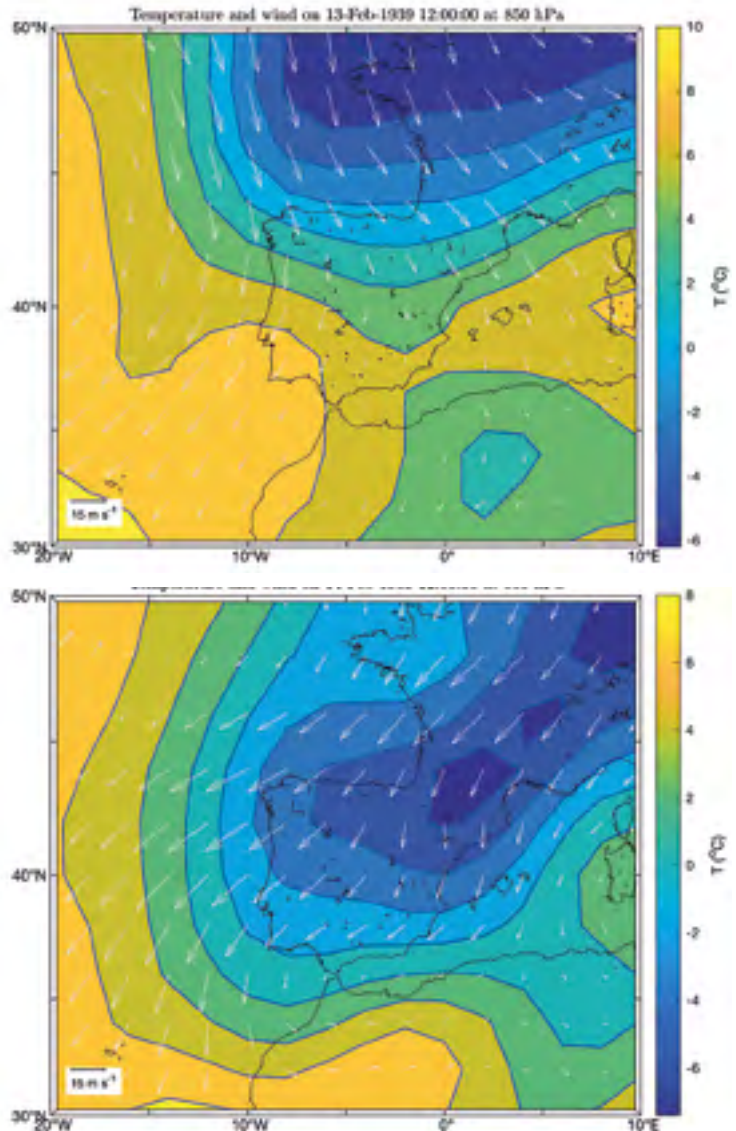 Temperature and wind on 13-Feb-1939 12:00:00 at 850 hPa
50°N
40°N
30°N
20°W
10°W
0°
10°E
15 m s⁻¹
10
8
6
4
2
0
-2
-4
-6
T (°C)
50°N
40°N
30°N
20°W
10°W
0°
10°E
15 m s⁻¹
8
6
4
2
0
-2
-4
-6
T (°C)